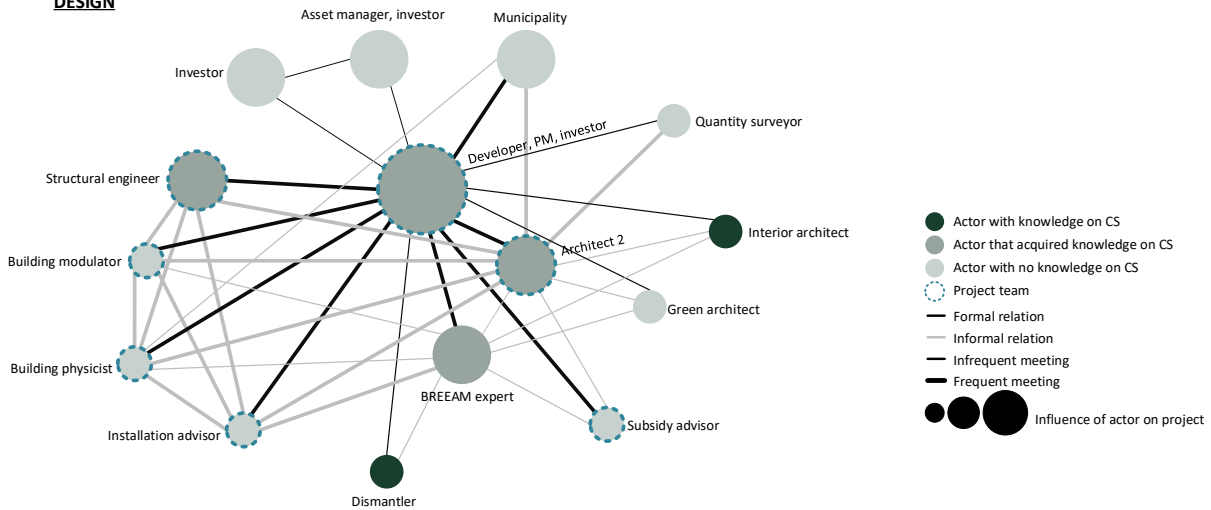 DESIGN
Asset manager, investor
Municipality
Investor
Quantity surveyor
Developer, PM, investor
Structural engineer
Interior architect
Architect 2
Building modulator
Green architect
Building physicist
BREEAM expert
Installation advisor
Subsidy advisor
Dismantler
Actor with knowledge on CS
Actor that acquired knowledge on CS
Actor with no knowledge on CS
Project team
Formal relation
Informal relation
Infrequent meeting
Frequent meeting
Influence of actor on project